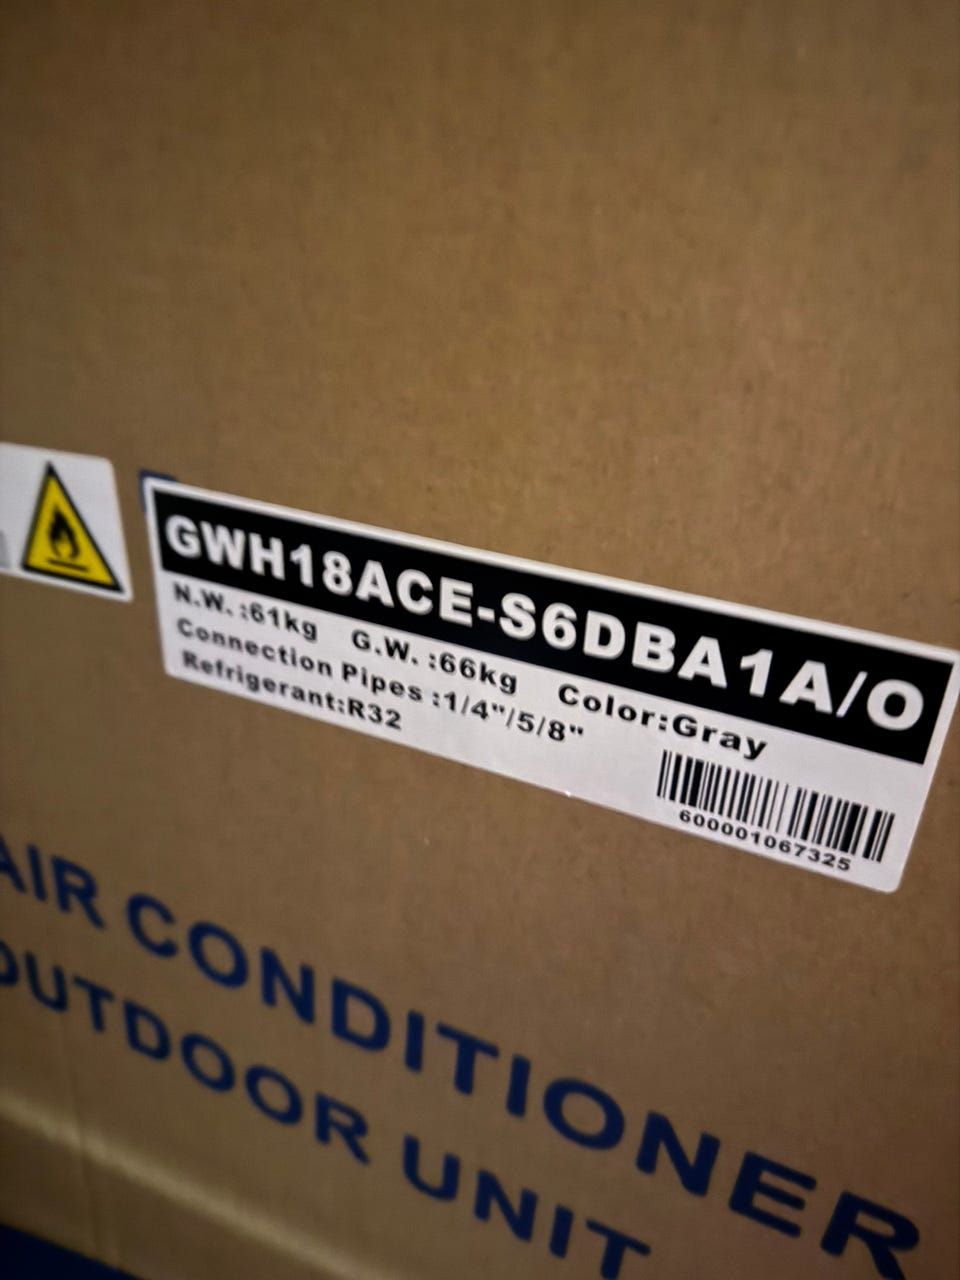 GWH18ACE-S6DBA1A/O
N.W.:61kg G.W.:66kg Color:Gray
Connection Pipes:1/4"/5/8"
Refrigerant:R32
600001067325
AIR CONDITIONER
OUTDOOR UNIT